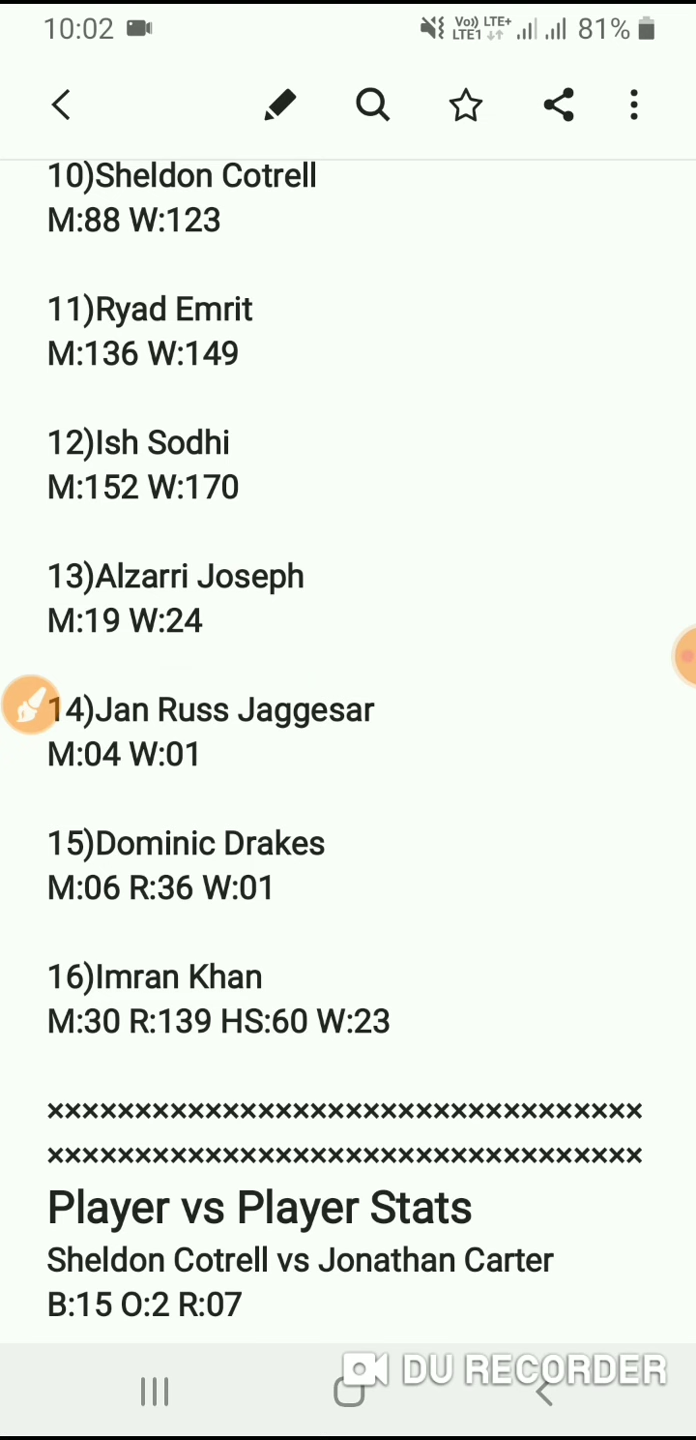 10:02 Vo)) LTE+ LTE1 81%
10)Sheldon Cotrell
M:88 W:123
11)Ryad Emrit
M:136 W:149
12)Ish Sodhi
M:152 W:170
13)Alzarri Joseph
M:19 W:24
14)Jan Russ Jaggesar
M:04 W:01
15)Dominic Drakes
M:06 R:36 W:01
16)Imran Khan
M:30 R:139 HS:60 W:23
××××××××××××××××××××××××××××××××××
××××××××××××××××××××××××××××××××××
Player vs Player Stats
Sheldon Cotrell vs Jonathan Carter
B:15 O:2 R:07
DU RECORDER